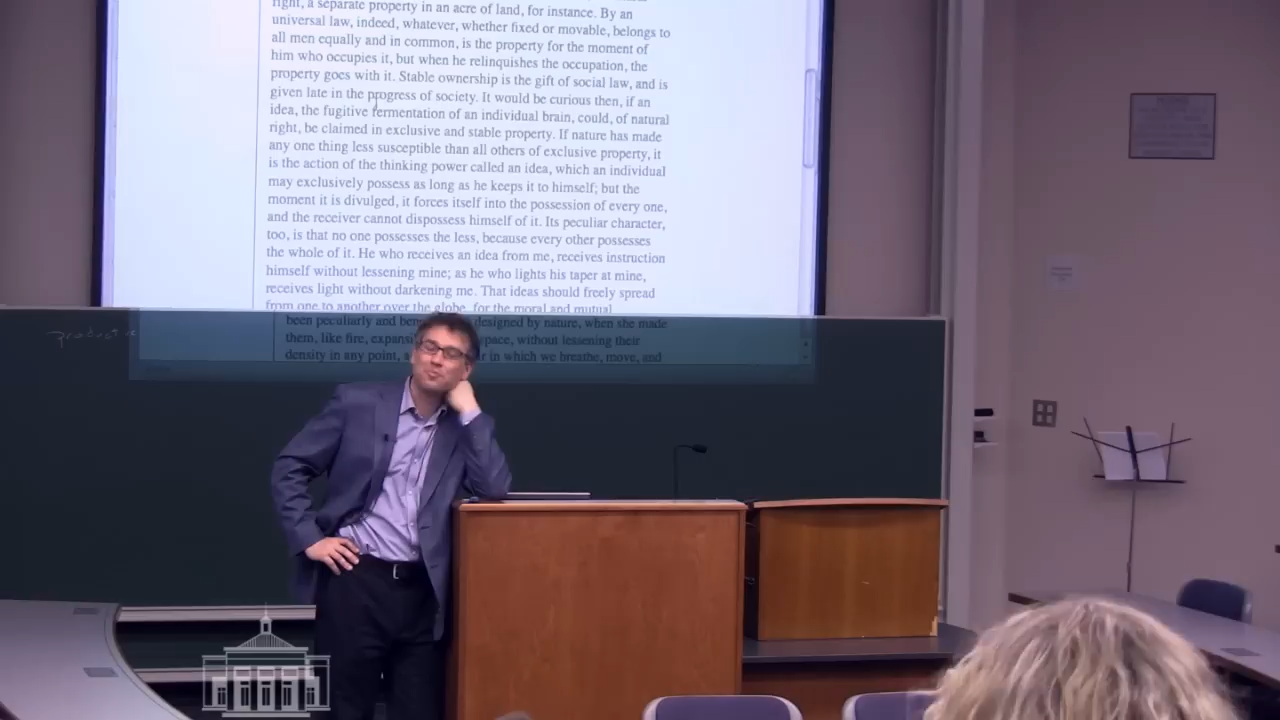 right, a separate property in an acre of land, for instance. By an
universal law, indeed, whatever, whether fixed or movable, belongs to
all men equally and in common, is the property for the moment of
him who occupies it, but when he relinquishes the occupation, the
property goes with it. Stable ownership is the gift of social law, and is
given late in the progress of society. It would be curious then, if an
idea, the fugitive fermentation of an individual brain, could, of natural
right, be claimed in exclusive and stable property. If nature has made
any one thing less susceptible than all others of exclusive property, it
is the action of the thinking power called an idea, which an individual
may exclusively possess as long as he keeps it to himself; but the
moment it is divulged, it forces itself into the possession of every one,
and the receiver cannot dispossess himself of it. Its peculiar character,
too, is that no one possesses the less, because every other possesses
the whole of it. He who receives an idea from me, receives instruction
himself without lessening mine; as he who lights his taper at mine,
receives light without darkening me. That ideas should freely spread
from one to another over the globe, for the moral and mutual
been peculiarly and designed by nature, when she made
them, like fire, without lessening their
density in any point, in which we breathe, move, and